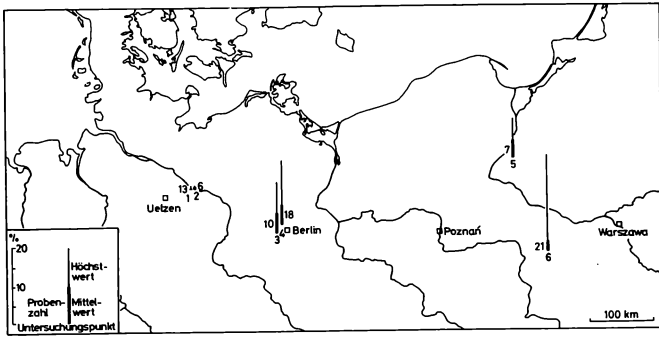 7
5
13 6
1 2
Uelzen
10 18
3 4
Berlin
Poznań
21
6
Warszawa
%
20
10
Höchst-
wert
Proben-
zahl
Mittel-
wert
Untersuchungspunkt
100 km